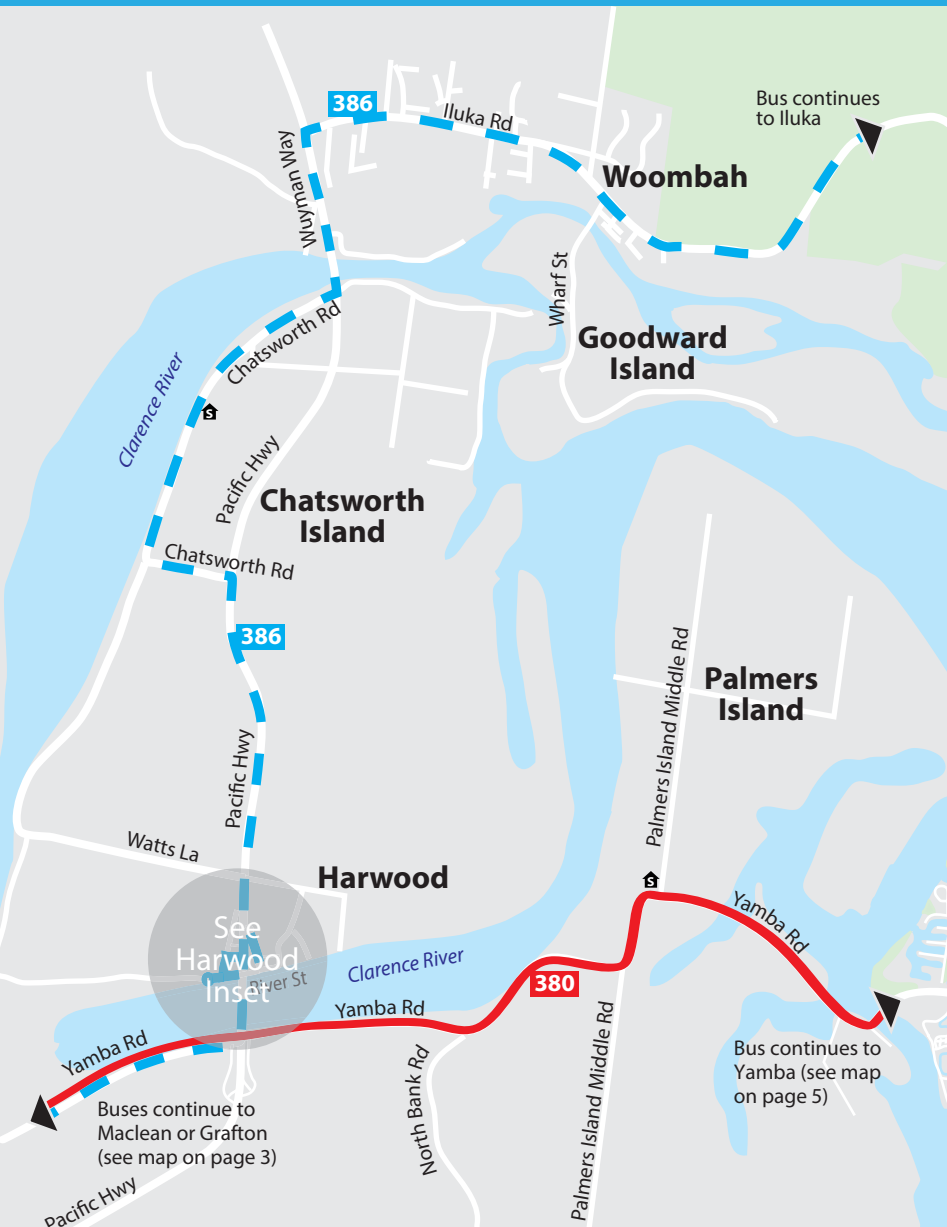 386
Iluka Rd
Bus continues
to Iluka
Wuyman Way
Woombah
Wharf St
Chatsworth Rd
Goodward
Island
Clarence River
S
Pacific Hwy
Chatsworth
Island
Chatsworth Rd
386
Palmers Island Middle Rd
Palmers
Island
Pacific Hwy
Watts La
Harwood
S
Yamba Rd
See
Harwood
Inset
River St
Clarence River
380
Yamba Rd
Yamba Rd
North Bank Rd
Palmers Island Middle Rd
Bus continues to
Yamba (see map
on page 5)
Buses continue to
Maclean or Grafton
(see map on page 3)
Pacific Hwy